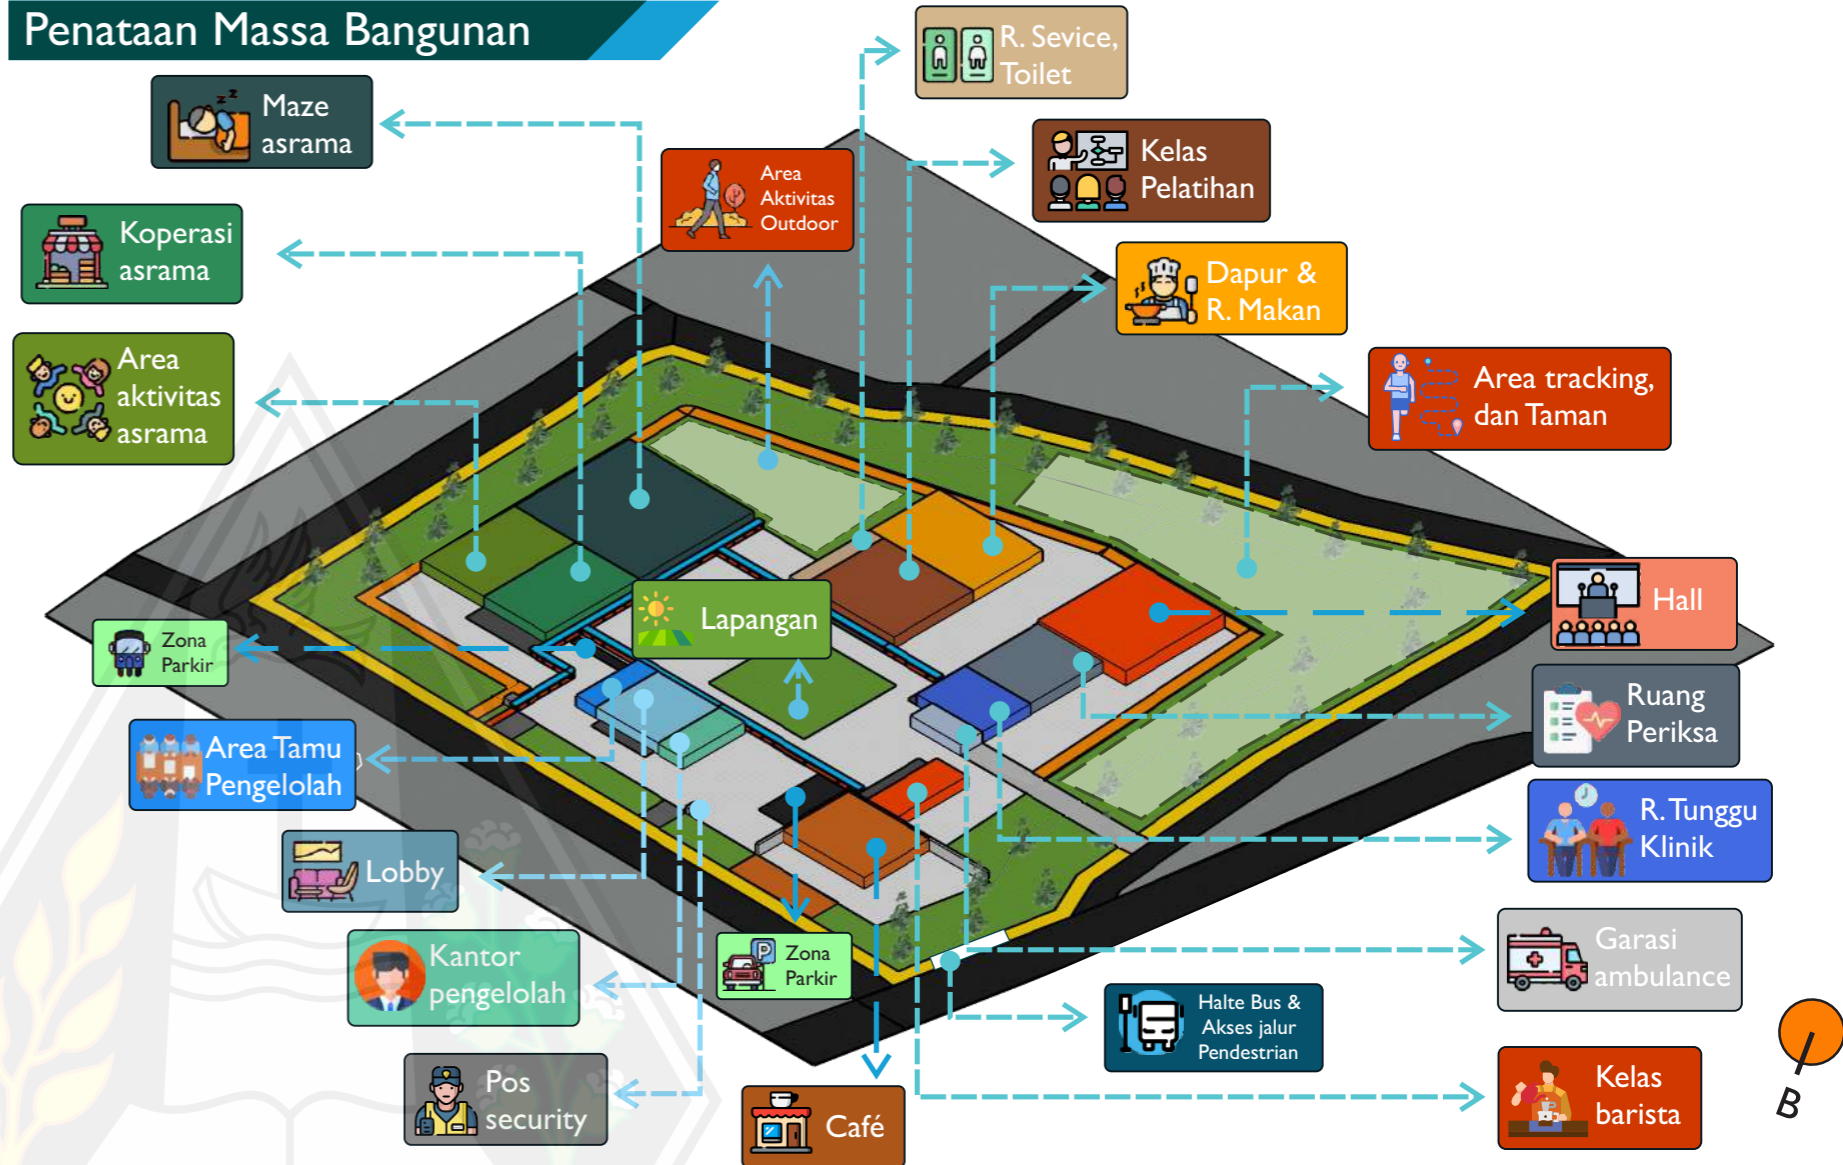 Penataan Massa Bangunan
R. Sevice,
Toilet
Maze
asrama
Kelas
Pelatihan
Area
Aktivitas
Outdoor
Koperasi
asrama
Dapur &
R. Makan
Area
aktivitas
asrama
Area tracking,
dan Taman
Lapangan
Hall
Zona
Parkir
Ruang
Periksa
Area Tamu
Pengelolah
R. Tunggu
Klinik
Lobby
Kantor
pengelolah
P
Zona
Parkir
Garasi
ambulance
Halte Bus &
Akses jalur
Pendestrian
Pos
security
Café
Kelas
barista
B